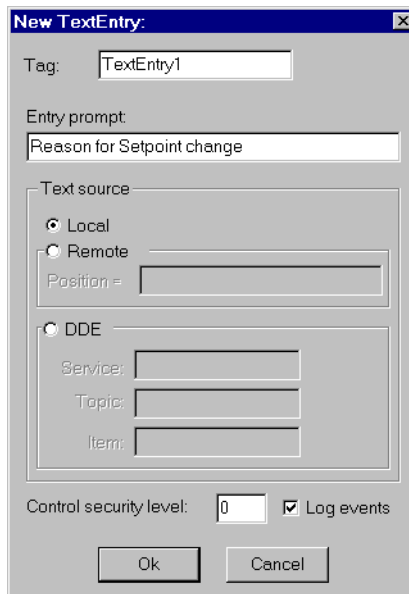 New TextEntry:
Tag: TextEntry1
Entry prompt:
Reason for Setpoint change
Text source
Local
Remote
Position =
DDE
Service:
Topic:
Item:
Control security level: 0 Log events
Ok Cancel